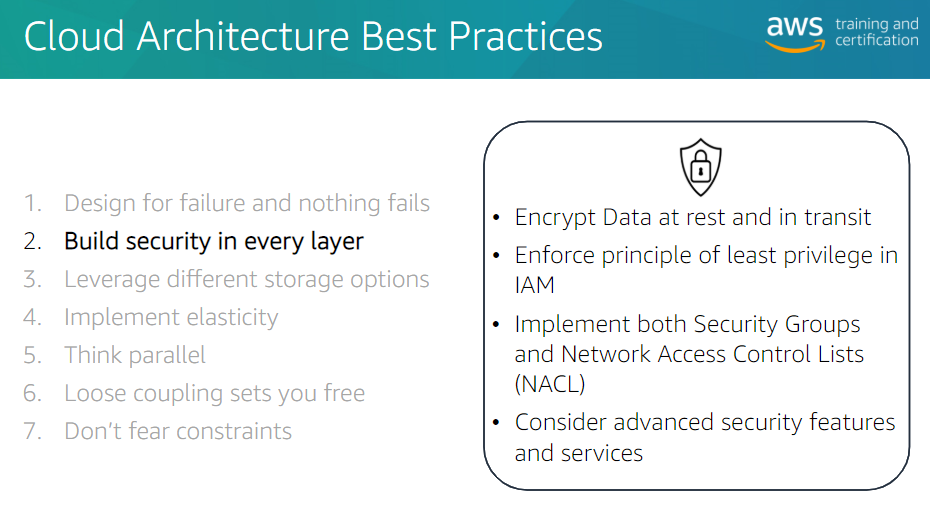 Cloud Architecture Best Practices
aws training and
certification
1. Design for failure and nothing fails
2. Build security in every layer
3. Leverage different storage options
4. Implement elasticity
5. Think parallel
6. Loose coupling sets you free
7. Don’t fear constraints
• Encrypt Data at rest and in transit
• Enforce principle of least privilege in
IAM
• Implement both Security Groups
and Network Access Control Lists
(NACL)
• Consider advanced security features
and services